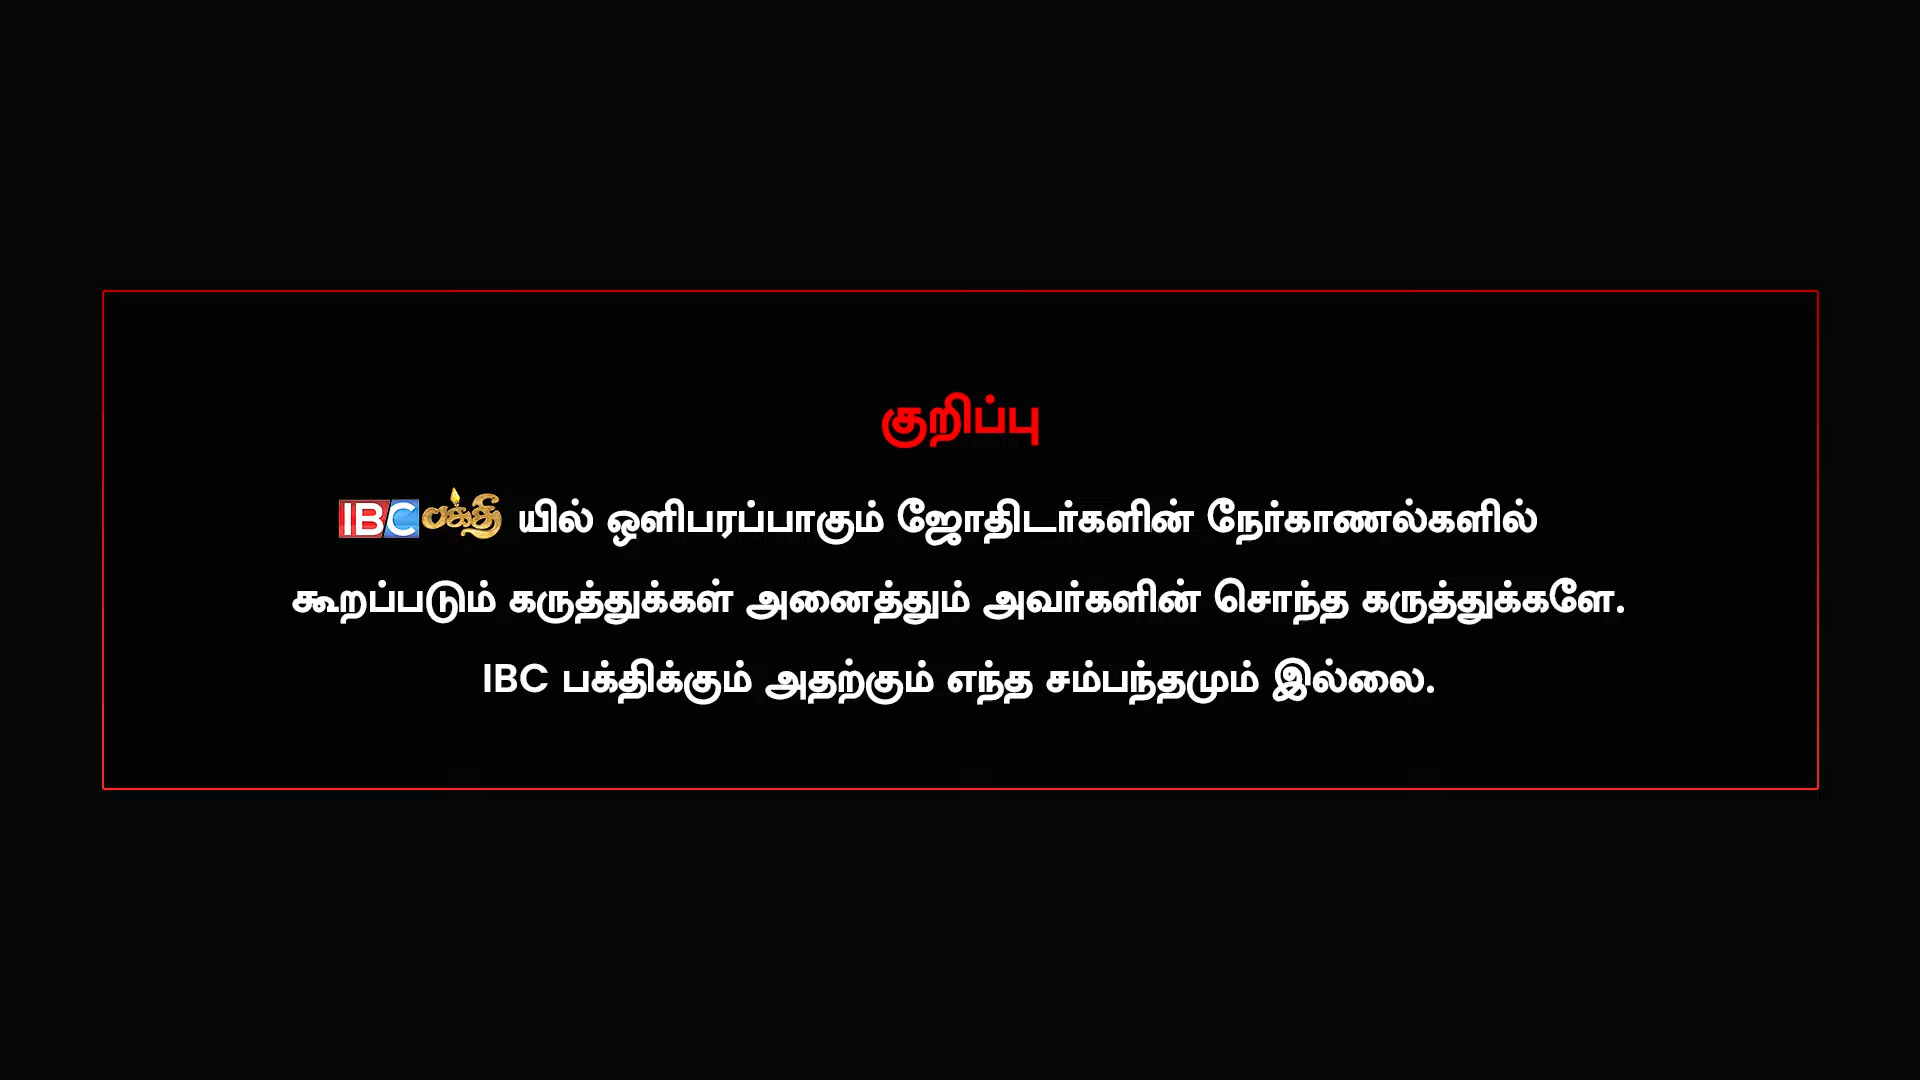 குறிப்பு
IBC பக்தி யில் ஒளிபரப்பாகும் ஜோதிடர்களின் நேர்காணல்களில்
கூறப்படும் கருத்துக்கள் அனைத்தும் அவர்களின் சொந்த கருத்துக்களே.
IBC பக்திக்கும் அதற்கும் எந்த சம்பந்தமும் இல்லை.